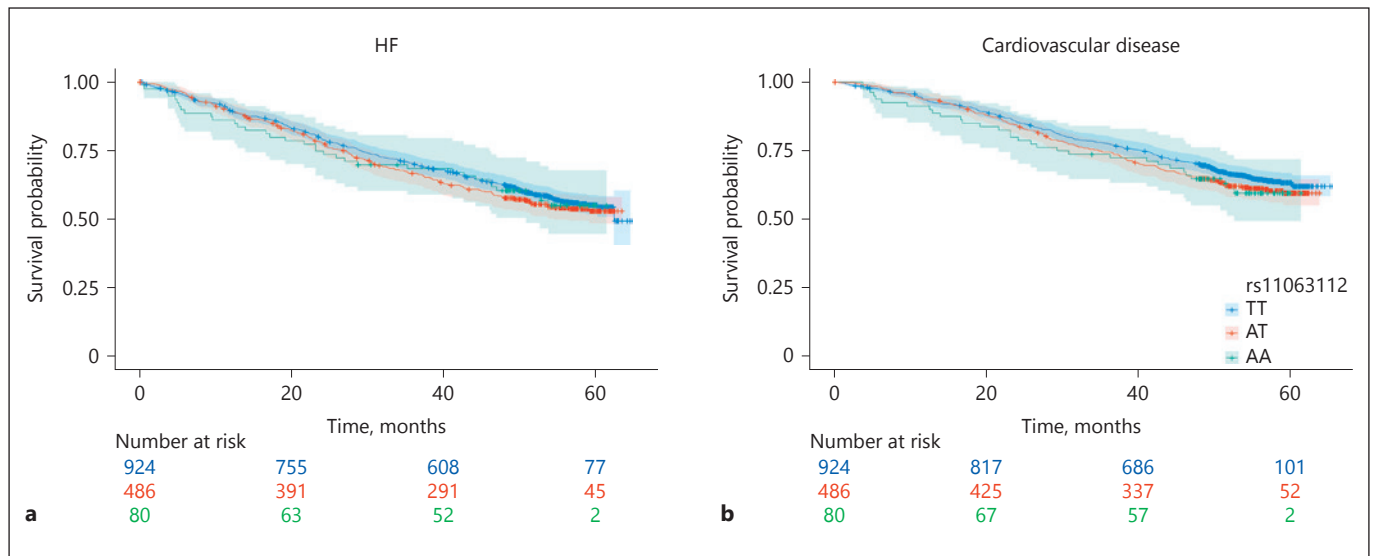 HF
Survival probability
1.00
0.75
0.50
0.25
0
0 20 40 60
Time, months
Number at risk
924 755 608 77
486 391 291 45
80 63 52 2
a
Cardiovascular disease
Survival probability
1.00
0.75
0.50
0.25
0
rs11063112
TT
AT
AA
0 20 40 60
Time, months
Number at risk
924 817 686 101
486 425 337 52
80 67 57 2
b